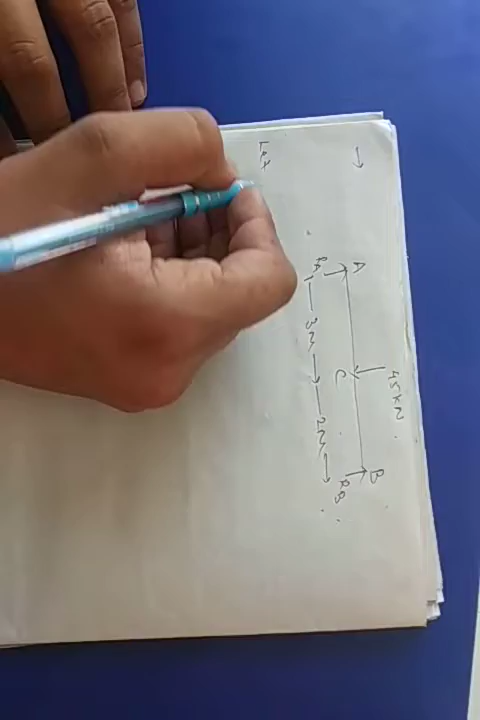 → 45KN
A C B
RA RB
3M 2M
Let